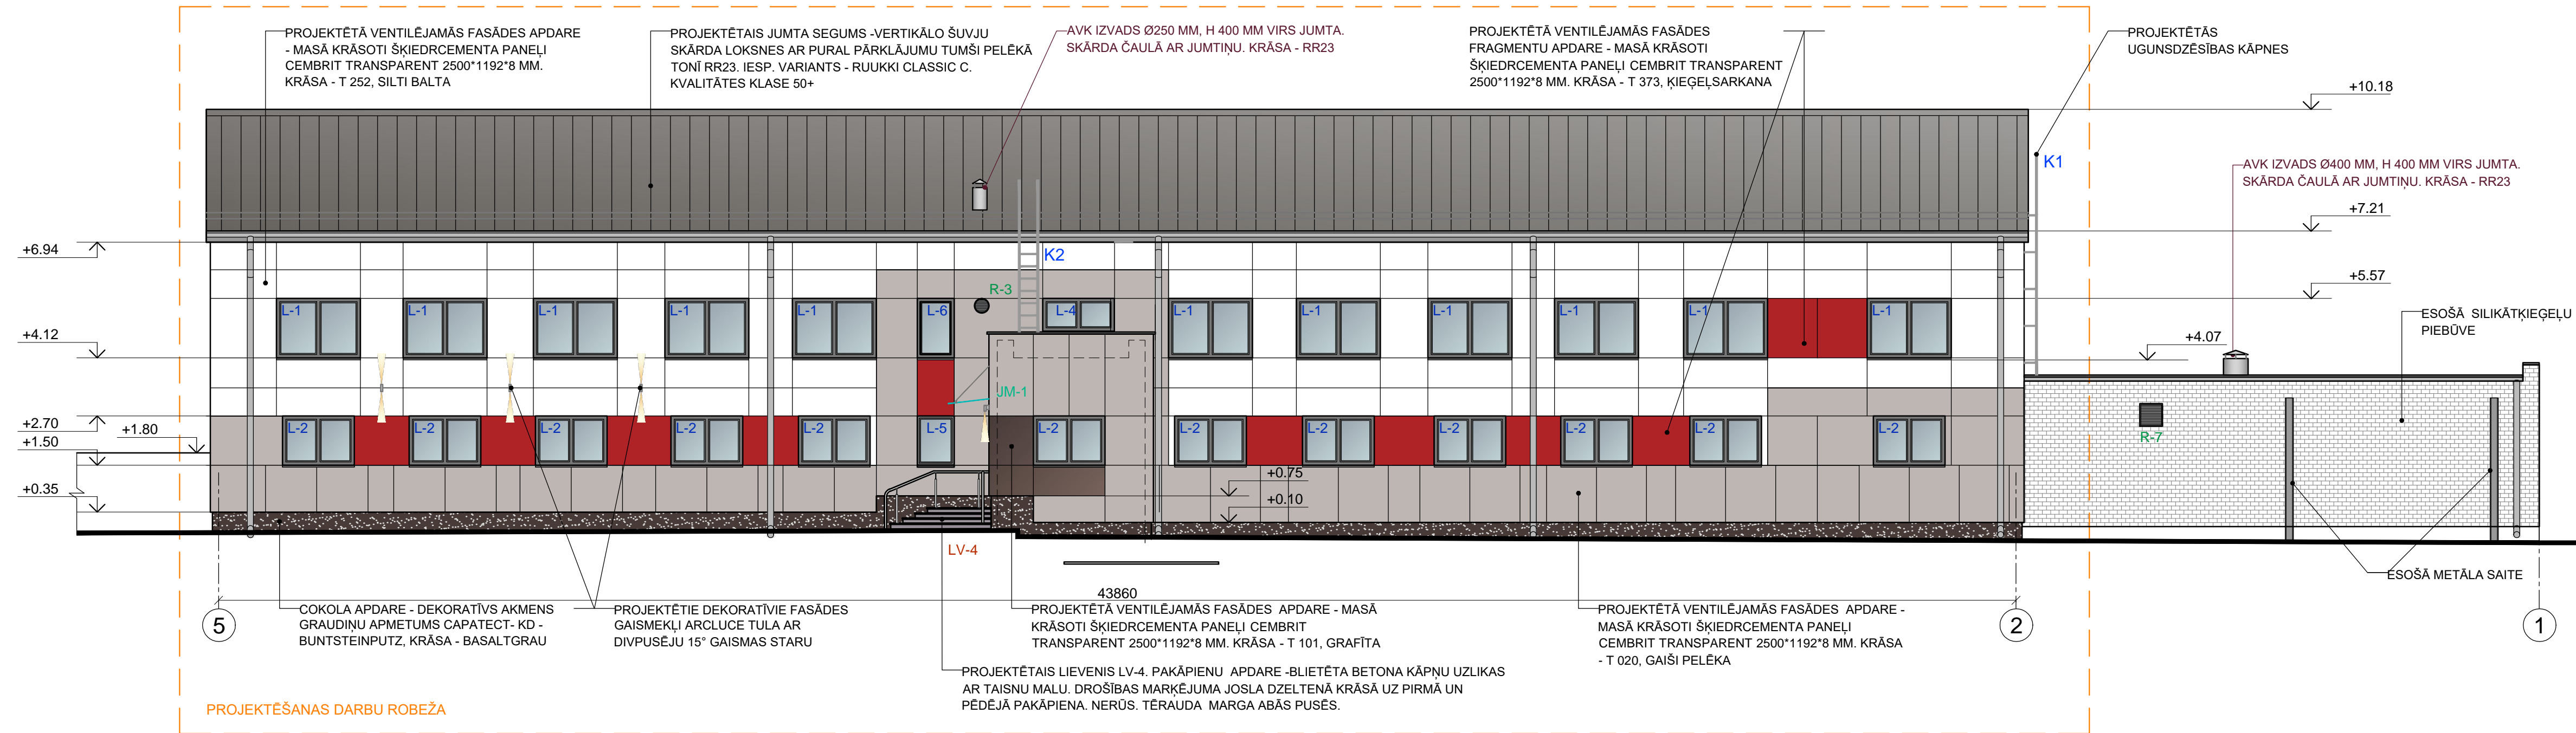 PROJEKTĒTĀ VENTILĒJAMĀS FASĀDES APDARE
- MASĀ KRĀSOTI ŠĶIEDRCEMENTA PANEĻI
CEMBRIT TRANSPARENT 2500*1192*8 MM.
KRĀSA - T 252, SILTI BALTA
PROJEKTĒTAIS JUMTA SEGUMS -VERTIKĀLO ŠUVJU
SKĀRDA LOKSNES AR PURAL PĀRKLĀJUMU TUMŠI PELĒKĀ
TONĪ RR23. IESP. VARIANTS - RUUKKI CLASSIC C.
KVALITĀTES KLASE 50+
AVK IZVADS Ø250 MM, H 400 MM VIRS JUMTA.
SKĀRDA ČAULĀ AR JUMTIŅU. KRĀSA - RR23
PROJEKTĒTĀ VENTILĒJAMĀS FASĀDES
FRAGMENTU APDARE - MASĀ KRĀSOTI
ŠĶIEDRCEMENTA PANEĻI CEMBRIT TRANSPARENT
2500*1192*8 MM. KRĀSA - T 373, ĶIEĢEĻSARKANA
PROJEKTĒTĀS
UGUNSDZĒSĪBAS KĀPNES
+10.18
K1
AVK IZVADS Ø400 MM, H 400 MM VIRS JUMTA.
SKĀRDA ČAULĀ AR JUMTIŅU. KRĀSA - RR23
+7.21
+6.94
K2
+5.57
R-3
L-1
L-1
L-1
L-1
L-1
L-6
L-4
L-1
L-1
L-1
L-1
L-1
L-1
ESOŠĀ SILIKĀTĶIEĢEĻU
PIEBŪVE
+4.12
+4.07
JM-1
+2.70
+1.80
+1.50
L-2
L-2
L-2
L-2
L-2
L-5
L-2
L-2
L-2
L-2
L-2
L-2
L-2
R-7
+0.75
+0.35
+0.10
LV-4
43860
5
2
1
ESOŠĀ METĀLA SAITE
COKOLA APDARE - DEKORATĪVS AKMENS
GRAUDIŅU APMETUMS CAPATECT- KD -
BUNTSTEINPUTZ, KRĀSA - BASALTGRAU
PROJEKTĒTIE DEKORATĪVIE FASĀDES
GAISMEKĻI ARCLUCE TULA AR
DIVPUSĒJU 15° GAISMAS STARU
PROJEKTĒTĀ VENTILĒJAMĀS FASĀDES APDARE - MASĀ
KRĀSOTI ŠĶIEDRCEMENTA PANEĻI CEMBRIT
TRANSPARENT 2500*1192*8 MM. KRĀSA - T 101, GRAFĪTA
PROJEKTĒTĀ VENTILĒJAMĀS FASĀDES APDARE -
MASĀ KRĀSOTI ŠĶIEDRCEMENTA PANEĻI
CEMBRIT TRANSPARENT 2500*1192*8 MM. KRĀSA
- T 020, GAIŠI PELĒKA
PROJEKTĒTAIS LIEVENIS LV-4. PAKĀPIENU APDARE -BLIETĒTA BETONA KĀPŅU UZLIKAS
AR TAISNU MALU. DROŠĪBAS MARĶĒJUMA JOSLA DZELTENĀ KRĀSĀ UZ PIRMĀ UN
PĒDĒJĀ PAKĀPIENA. NERŪS. TĒRAUDA MARGA ABĀS PUSĒS.
PROJEKTĒŠANAS DARBU ROBEŽA